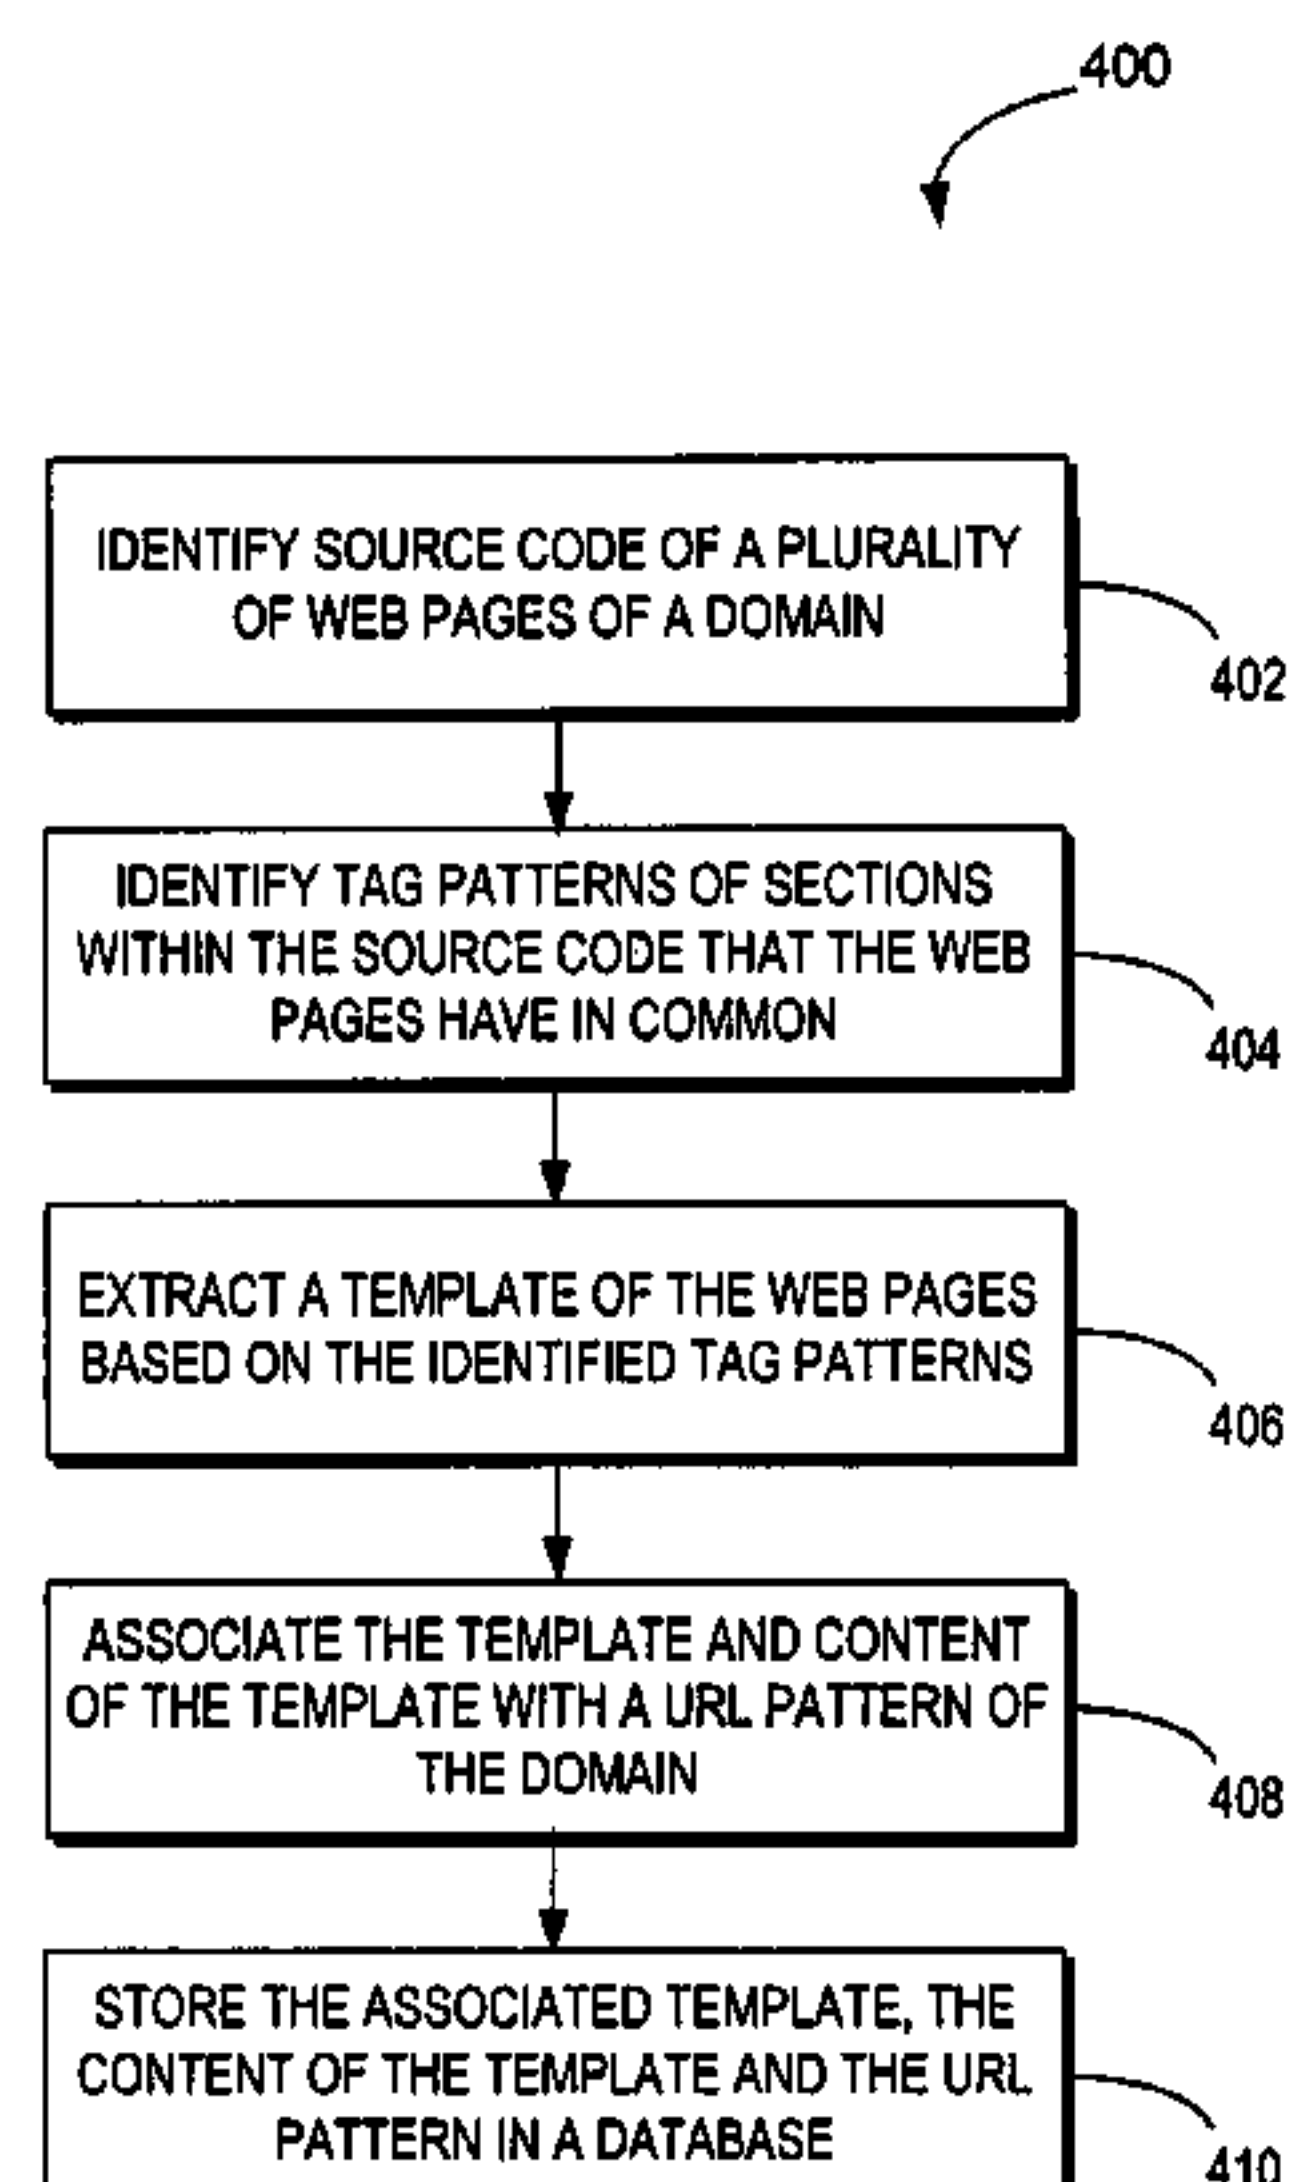 400
IDENTIFY SOURCE CODE OF A PLURALITY
OF WEB PAGES OF A DOMAIN
402
IDENTIFY TAG PATTERNS OF SECTIONS
WITHIN THE SOURCE CODE THAT THE WEB
PAGES HAVE IN COMMON
404
EXTRACT A TEMPLATE OF THE WEB PAGES
BASED ON THE IDENTIFIED TAG PATTERNS
406
ASSOCIATE THE TEMPLATE AND CONTENT
OF THE TEMPLATE WITH A URL PATTERN OF
THE DOMAIN
408
STORE THE ASSOCIATED TEMPLATE, THE
CONTENT OF THE TEMPLATE AND THE URL
PATTERN IN A DATABASE
410